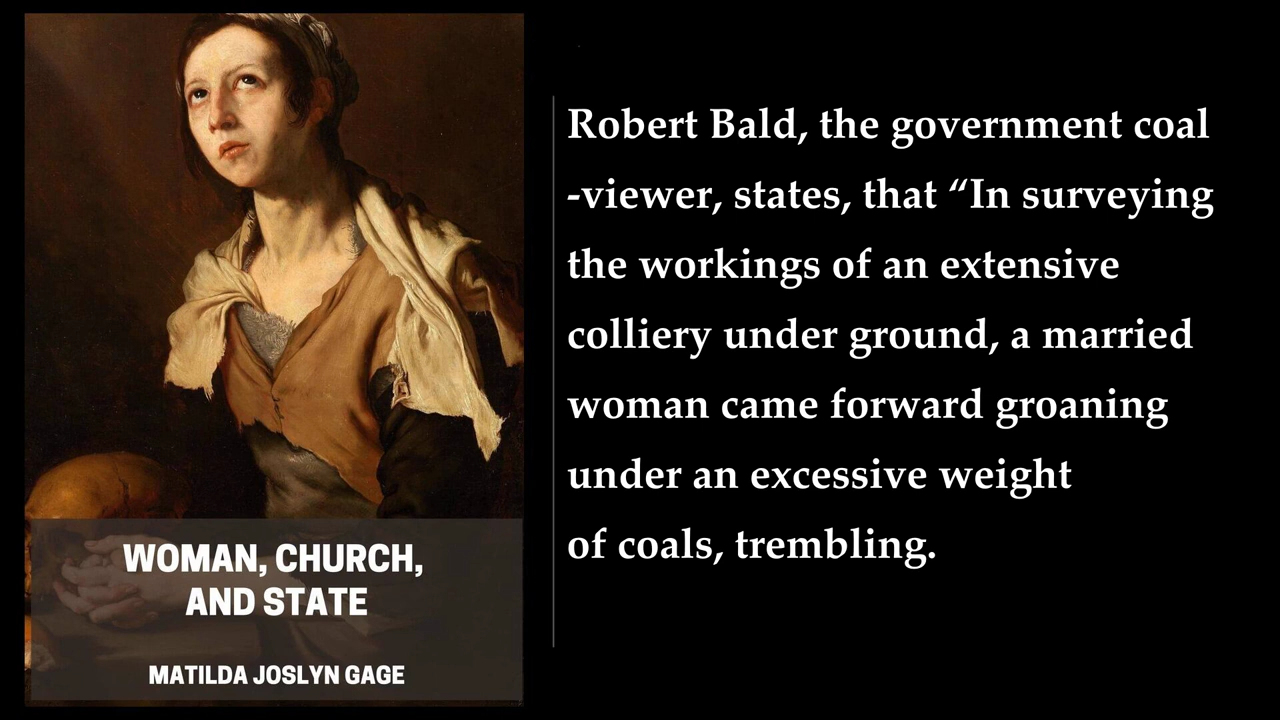 WOMAN, CHURCH,
AND STATE
MATILDA JOSLYN GAGE
Robert Bald, the government coal
-viewer, states, that “In surveying
the workings of an extensive
colliery under ground, a married
woman came forward groaning
under an excessive weight
of coals, trembling.